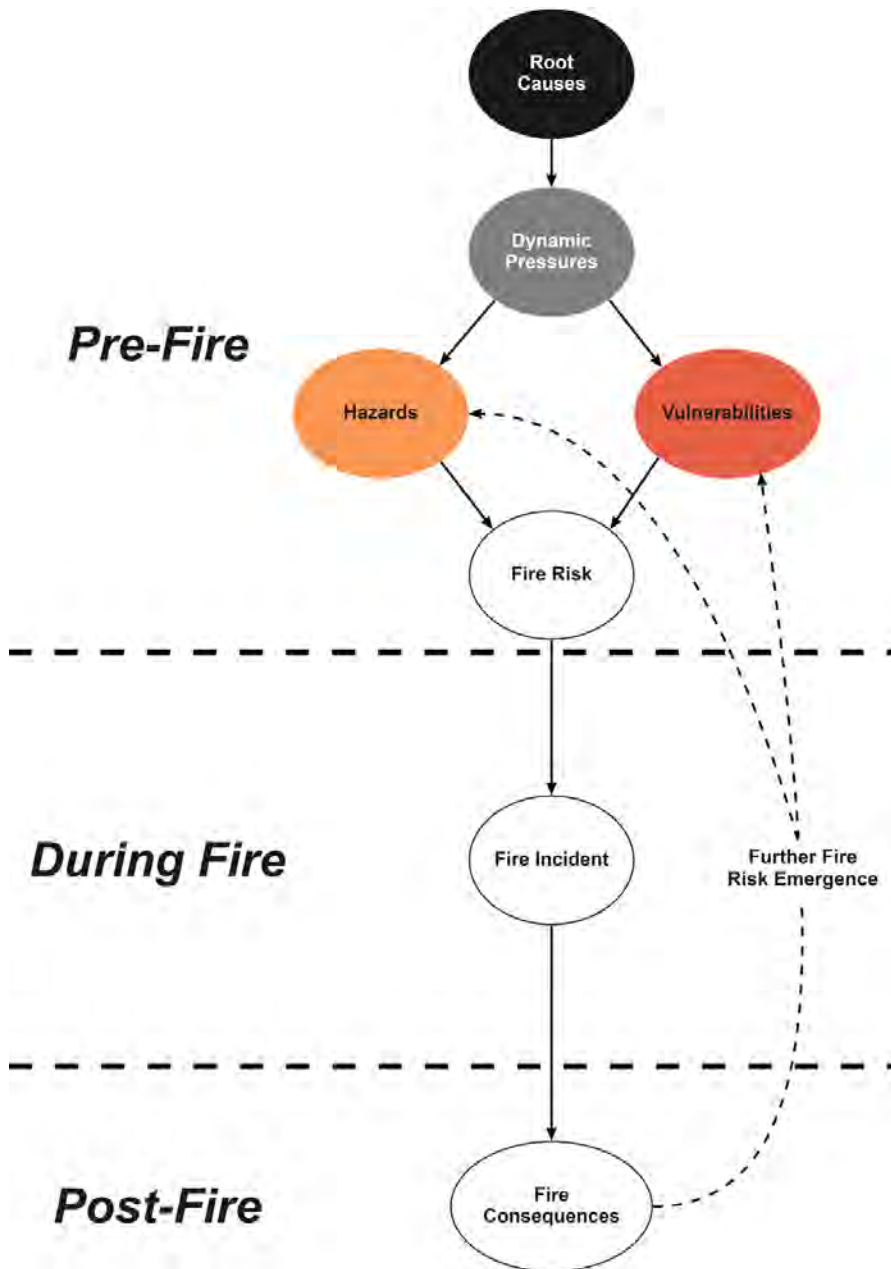 Root
Causes
Dynamic
Pressures
Pre-Fire
Hazards
Vulnerabilities
Fire Risk
During Fire
Fire Incident
Further Fire
Risk Emergence
Post-Fire
Fire
Consequences